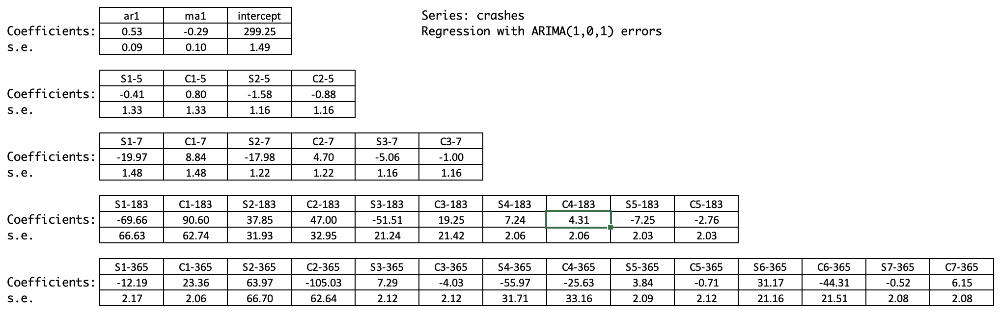 ar1 ma1 intercept Series: crashes
Coefficients: 0.53 -0.29 299.25 Regression with ARIMA(1,0,1) errors
s.e. 0.09 0.10 1.49
S1-5 C1-5 S2-5 C2-5
Coefficients: -0.41 0.80 -1.58 -0.88
s.e. 1.33 1.33 1.16 1.16
S1-7 C1-7 S2-7 C2-7 S3-7 C3-7
Coefficients: -19.97 8.84 -17.98 4.70 -5.06 -1.00
s.e. 1.48 1.48 1.22 1.22 1.16 1.16
S1-183 C1-183 S2-183 C2-183 S3-183 C3-183 S4-183 C4-183 S5-183 C5-183
Coefficients: -69.66 90.60 37.85 47.00 -51.51 19.25 7.24 4.31 -7.25 -2.76
s.e. 66.63 62.74 31.93 32.95 21.24 21.42 2.06 2.06 2.03 2.03
S1-365 C1-365 S2-365 C2-365 S3-365 C3-365 S4-365 C4-365 S5-365 C5-365 S6-365 C6-365 S7-365 C7-365
Coefficients: -12.19 23.36 63.97 -105.03 7.29 -4.03 -55.97 -25.63 3.84 -0.71 31.17 -44.31 -0.52 6.15
s.e. 2.17 2.06 66.70 62.64 2.12 2.12 31.71 33.16 2.09 2.12 21.16 21.51 2.08 2.08